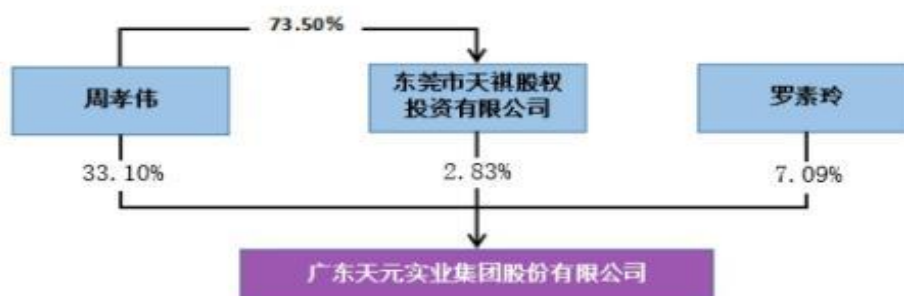 73.50%
周孝伟
东莞市天祺股权
投资有限公司
罗素玲
33.10%
2.83%
7.09%
广东天元实业集团股份有限公司